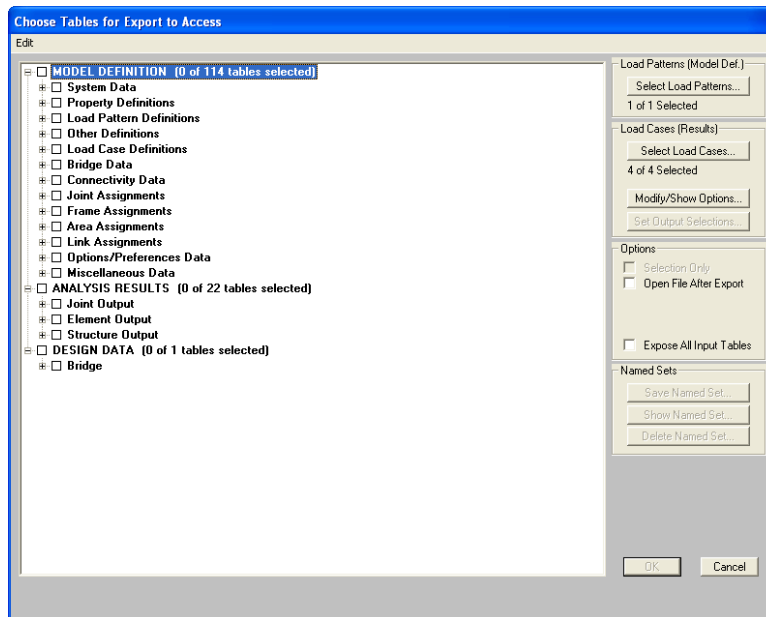 Choose Tables for Export to Access
Edit
MODEL DEFINITION (0 of 114 tables selected)
System Data
Property Definitions
Load Pattern Definitions
Other Definitions
Load Case Definitions
Bridge Data
Connectivity Data
Joint Assignments
Frame Assignments
Area Assignments
Link Assignments
Options/Preferences Data
Miscellaneous Data
ANALYSIS RESULTS (0 of 22 tables selected)
Joint Output
Element Output
Structure Output
DESIGN DATA (0 of 1 tables selected)
Bridge
Load Patterns (Model Def.)
Select Load Patterns...
1 of 1 Selected
Load Cases (Results)
Select Load Cases...
4 of 4 Selected
Modify/Show Options...
Set Output Selections...
Options
Selection Only
Open File After Export
Expose All Input Tables
Named Sets
Save Named Set...
Show Named Set...
Delete Named Set...
OK
Cancel